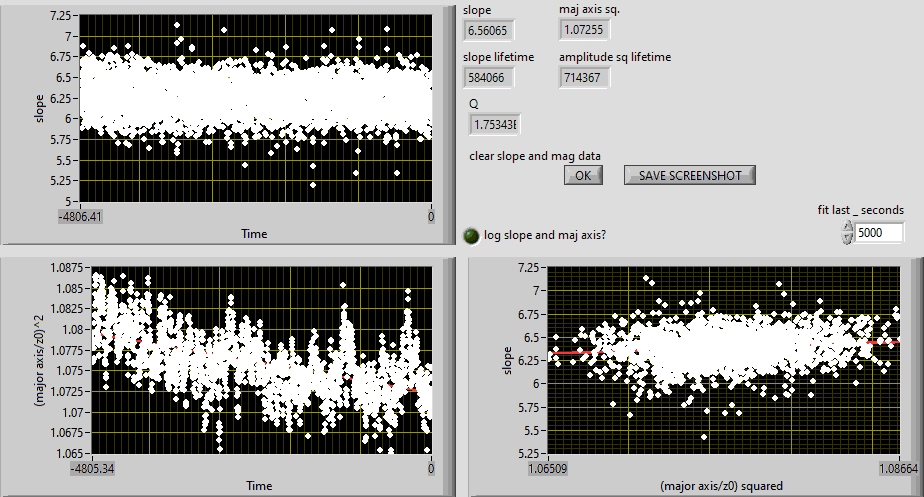 7.25
7
6.75
6.5
6.25
6
5.75
5.5
5.25
5
slope
-4806.41
0
Time
slope
6.56065
maj axis sq.
1.07255
slope lifetime
584066
amplitude sq lifetime
714367
Q
1.75343E
clear slope and mag data
OK
SAVE SCREENSHOT
fit last _ seconds
5000
log slope and maj axis?
1.0875
1.085
1.0825
1.08
1.0775
1.075
1.0725
1.07
1.0675
1.065
(major axis/z0)^2
-4805.34
0
Time
7.25
7
6.75
6.5
6.25
6
5.75
5.5
5.25
slope
1.06509
1.08664
(major axis/z0) squared